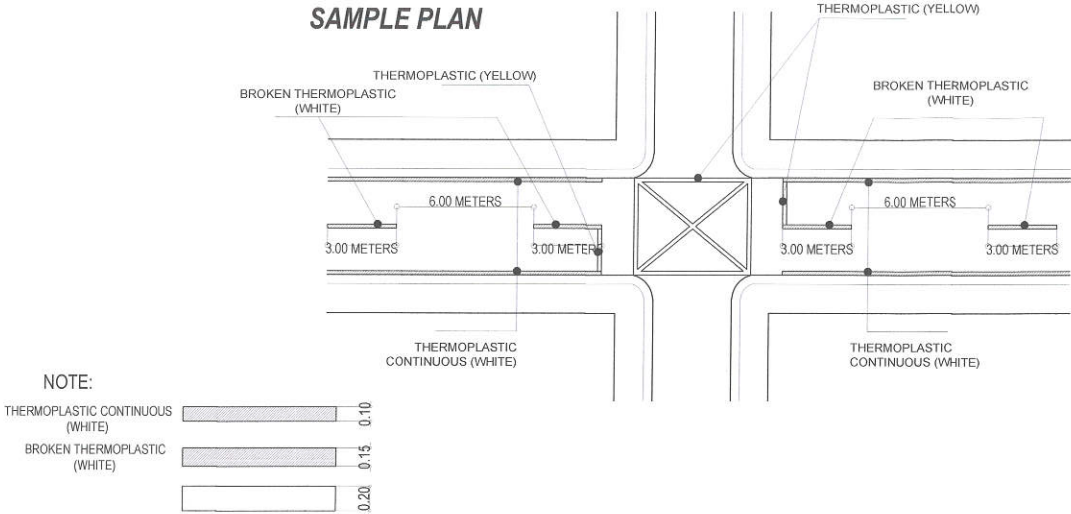 SAMPLE PLAN
THERMOPLASTIC (YELLOW)
THERMOPLASTIC (YELLOW)
BROKEN THERMOPLASTIC
(WHITE)
BROKEN THERMOPLASTIC
(WHITE)
6.00 METERS
6.00 METERS
3.00 METERS
3.00 METERS
3.00 METERS
3.00 METERS
THERMOPLASTIC
CONTINUOUS (WHITE)
THERMOPLASTIC
CONTINUOUS (WHITE)
NOTE:
THERMOPLASTIC CONTINUOUS
(WHITE)
0.10
BROKEN THERMOPLASTIC
(WHITE)
0.15
0.20